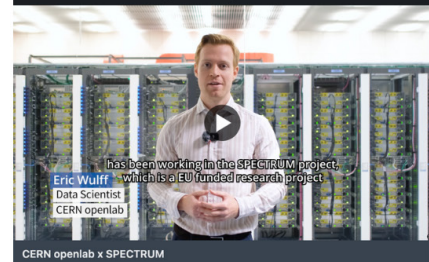 has been working in the SPECTRUM project,
which is a EU funded research project
Eric Wulff
Data Scientist
CERN openlab
CERN openlab x SPECTRUM